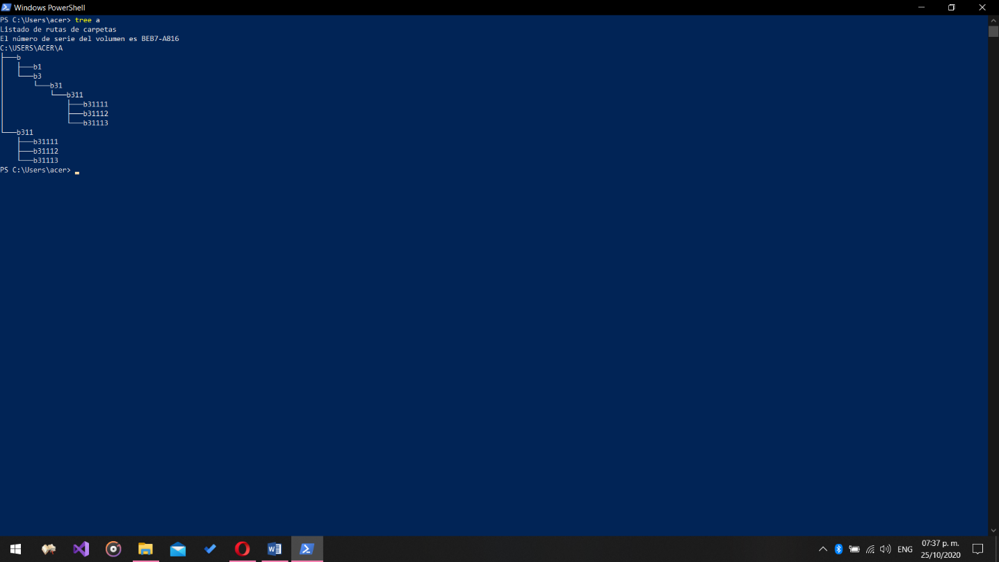 Windows PowerShell
PS C:\Users\acer> tree a
Listado de rutas de carpetas
El número de serie del volumen es BEB7-A816
C:\USERS\ACER\A
├───b
│   ├───b1
│   └───b3
│       └───b31
│           └───b311
│               ├───b31111
│               ├───b31112
│               └───b31113
└───b311
    ├───b31111
    ├───b31112
    └───b31113
PS C:\Users\acer>
ENG
07:37 p. m.
25/10/2020